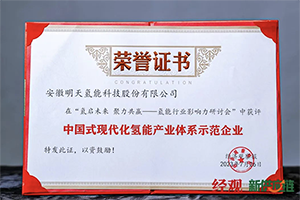 荣誉证书
CONGRATULATION
安徽明天氢能科技股份有限公司
在“氢启未来 聚力共赢——氢能行业影响力研讨会”中获评
中国式现代化氢能产业体系示范企业
特发此证,以资鼓励!
经观